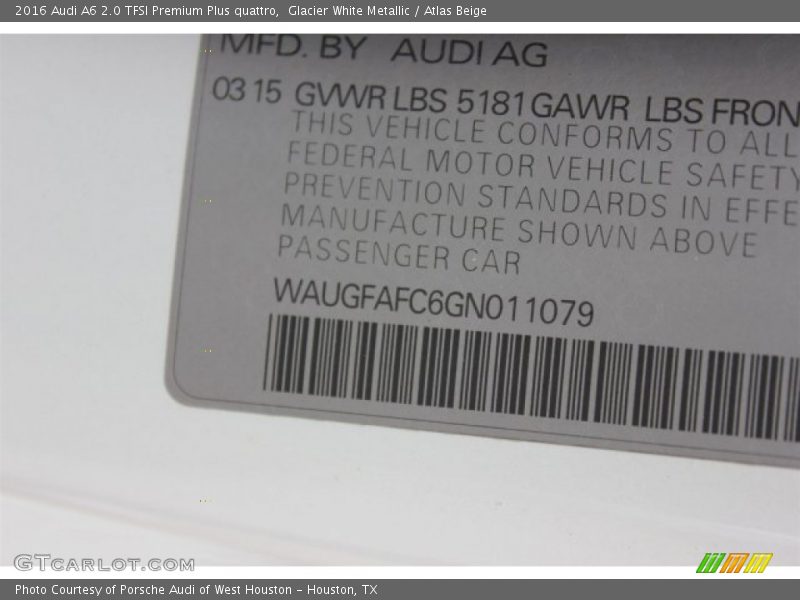 2016 Audi A6 2.0 TFSI Premium Plus quattro,  Glacier White Metallic / Atlas Beige
MFD. BY AUDI AG
03 15 GVWR LBS 5181 GAWR LBS FRON
THIS VEHICLE CONFORMS TO ALL
FEDERAL MOTOR VEHICLE SAFETY
PREVENTION STANDARDS IN EFFE
MANUFACTURE SHOWN ABOVE
PASSENGER CAR
WAUGFAFC6GN011079
GTCARLOT.COM
Photo Courtesy of Porsche Audi of West Houston - Houston, TX